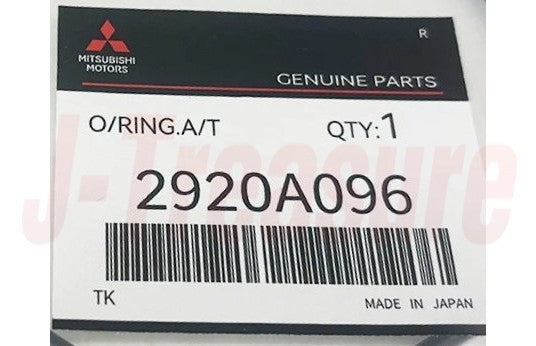 R
MITSUBISHI
MOTORS
GENUINE PARTS
O/RING.A/T QTY:1
2920A096
TK MADE IN JAPAN
J-Treasure